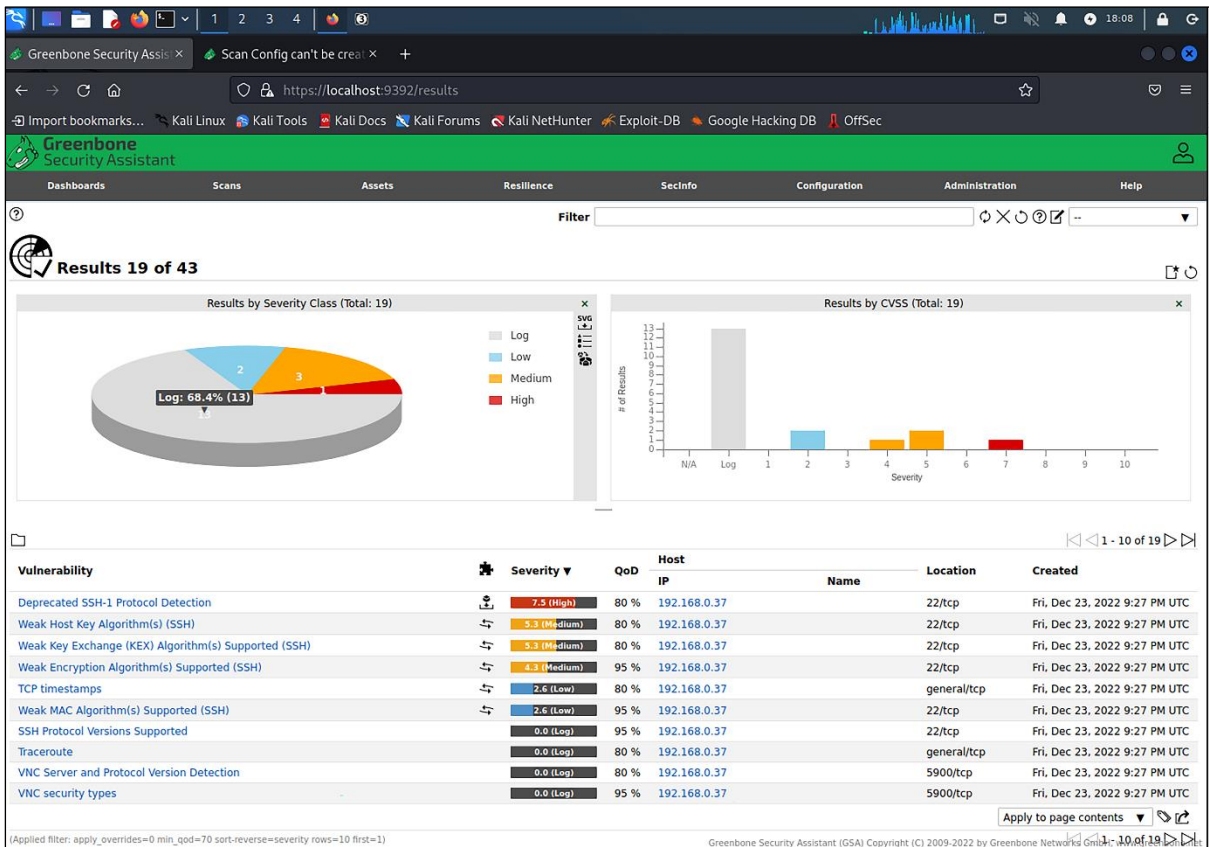 1 2 3 4 18:08
Greenbone Security Assis
Scan Config can't be creat
https://localhost:9392/results
Import bookmarks... Kali Linux Kali Tools Kali Docs Kali Forums Kali NetHunter Exploit-DB Google Hacking DB OffSec
Greenbone
Security Assistant
Dashboards Scans Assets Resilience SecInfo Configuration Administration Help
Filter --
Results 19 of 43
Results by Severity Class (Total: 19)
SVG
Log
Low
Medium
High
2
3
1
Log: 68.4% (13)
13
Results by CVSS (Total: 19)
# of Results
13
12
11
10
9
8
7
6
5
4
3
2
1
0
N/A Log 1 2 3 4 5 6 7 8 9 10
Severity
1 - 10 of 19
Vulnerability Severity ▼ QoD Host Location Created
IP Name
Deprecated SSH-1 Protocol Detection 7.5 (High) 80 % 192.168.0.37 22/tcp Fri, Dec 23, 2022 9:27 PM UTC
Weak Host Key Algorithm(s) (SSH) 5.3 (Medium) 80 % 192.168.0.37 22/tcp Fri, Dec 23, 2022 9:27 PM UTC
Weak Key Exchange (KEX) Algorithm(s) Supported (SSH) 5.3 (Medium) 80 % 192.168.0.37 22/tcp Fri, Dec 23, 2022 9:27 PM UTC
Weak Encryption Algorithm(s) Supported (SSH) 4.3 (Medium) 95 % 192.168.0.37 22/tcp Fri, Dec 23, 2022 9:27 PM UTC
TCP timestamps 2.6 (Low) 80 % 192.168.0.37 general/tcp Fri, Dec 23, 2022 9:27 PM UTC
Weak MAC Algorithm(s) Supported (SSH) 2.6 (Low) 95 % 192.168.0.37 22/tcp Fri, Dec 23, 2022 9:27 PM UTC
SSH Protocol Versions Supported 0.0 (Log) 95 % 192.168.0.37 22/tcp Fri, Dec 23, 2022 9:27 PM UTC
Traceroute 0.0 (Log) 80 % 192.168.0.37 general/tcp Fri, Dec 23, 2022 9:27 PM UTC
VNC Server and Protocol Version Detection 0.0 (Log) 80 % 192.168.0.37 5900/tcp Fri, Dec 23, 2022 9:27 PM UTC
VNC security types 0.0 (Log) 95 % 192.168.0.37 5900/tcp Fri, Dec 23, 2022 9:27 PM UTC
Apply to page contents ▼
(Applied filter: apply_overrides=0 min_qod=70 sort-reverse=severity rows=10 first=1)
1 - 10 of 19
Greenbone Security Assistant (GSA) Copyright (C) 2009-2022 by Greenbone Networks GmbH, www.greenbone.net